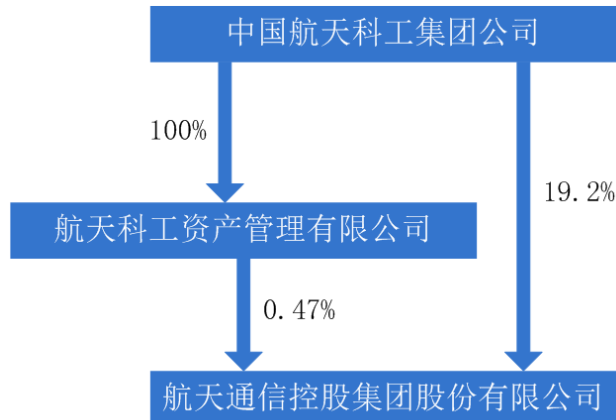 中国航天科工集团公司
100%
19.2%
航天科工资产管理有限公司
0.47%
航天通信控股集团股份有限公司